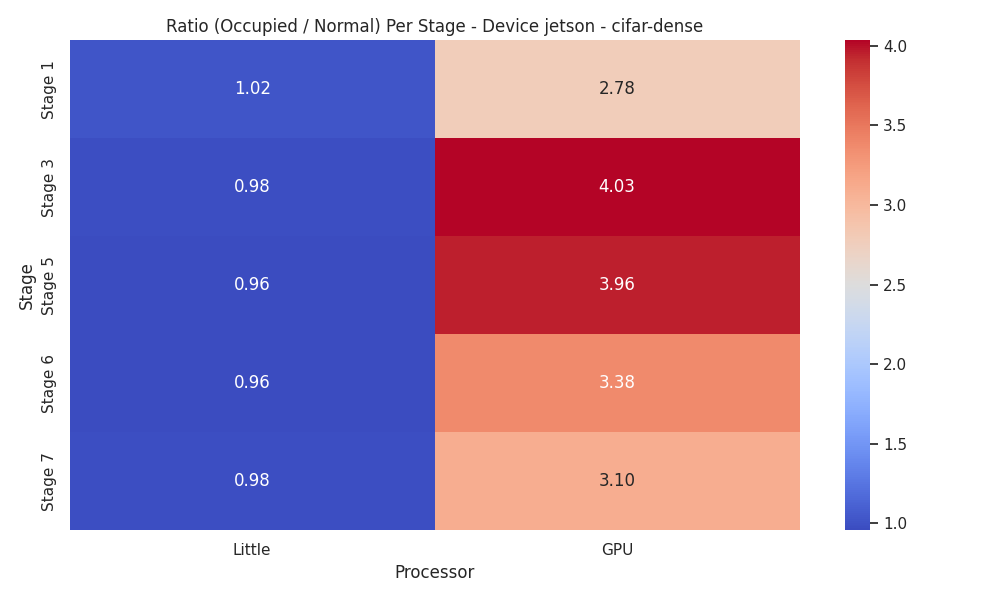 Ratio (Occupied / Normal) Per Stage - Device jetson - cifar-dense
Stage
Stage 1
1.02
2.78
Stage 3
0.98
4.03
Stage 5
0.96
3.96
Stage 6
0.96
3.38
Stage 7
0.98
3.10
Little
GPU
Processor
4.0
3.5
3.0
2.5
2.0
1.5
1.0